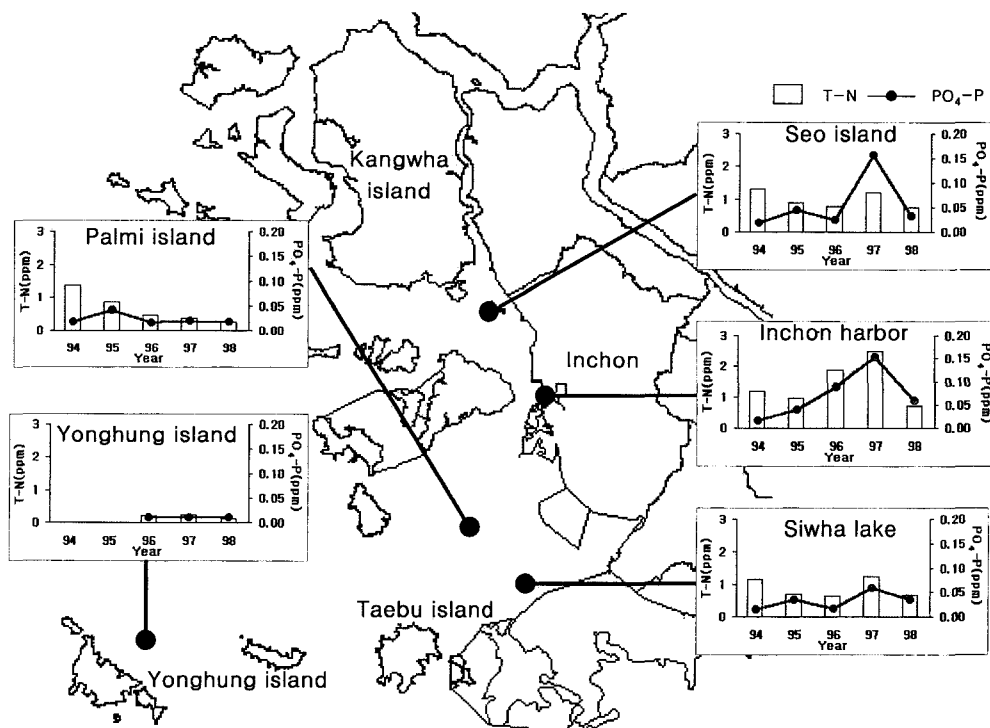 T-N PO₄-P
Kangwha
island
Inchon
Taebu island
Yonghung island
Seo island
T-N(ppm)
3
2
1
0
PO₄-P(ppm)
0.20
0.15
0.10
0.05
0.00
94 95 96 97 98
Year
Palmi island
T-N(ppm)
3
2
1
0
PO₄-P(ppm)
0.20
0.15
0.10
0.05
0.00
94 95 96 97 98
Year
Inchon harbor
T-N(ppm)
3
2
1
0
PO₄-P(ppm)
0.20
0.15
0.10
0.05
0.00
94 95 96 97 98
Year
Yonghung island
T-N(ppm)
3
2
1
0
PO₄-P(ppm)
0.20
0.15
0.10
0.05
0.00
94 95 96 97 98
Year
Siwha lake
T-N(ppm)
3
2
1
0
PO₄-P(ppm)
0.20
0.15
0.10
0.05
0.00
94 95 96 97 98
Year